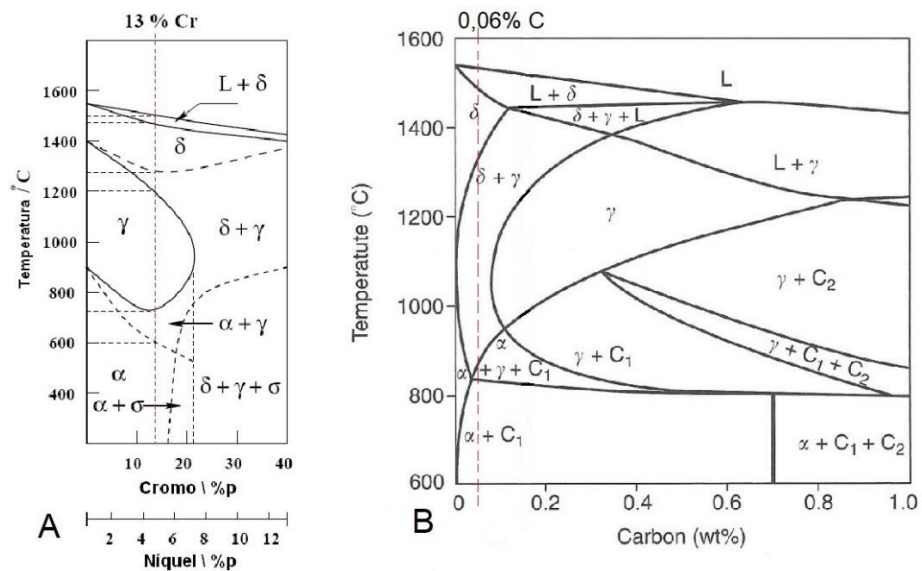 13 % Cr
1600
1400
1200
1000
800
600
400
Temperatura /°C
L + δ
δ
γ
δ + γ
α + γ
α
α + σ
δ + γ + σ
10 20 30 40
Cromo \ %p
A
2 4 6 8 10 12
Níquel \ %p
0,06% C
1600
1400
1200
1000
800
600
Temperatute (°C)
L
L + δ
δ
δ + γ + L
L + γ
δ + γ
γ
γ + C₂
α
α + γ + C₁
γ + C₁
γ + C₁ + C₂
α + C₁
α + C₁ + C₂
0.0 0.2 0.4 0.6 0.8 1.0
Carbon (wt%)
B